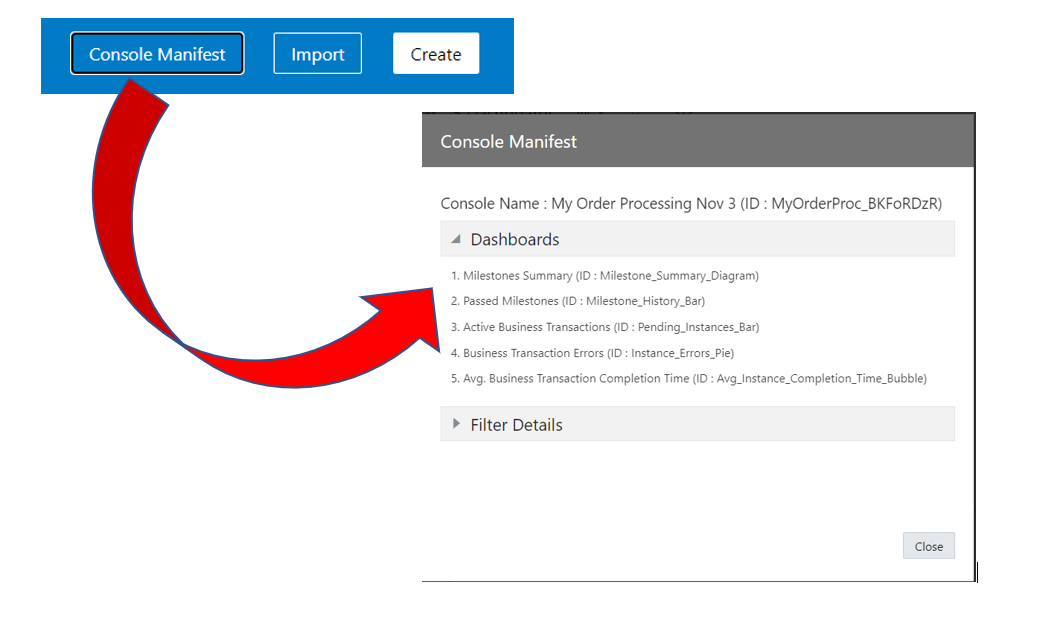 Console Manifest
Import
Create
Console Manifest
Console Name : My Order Processing Nov 3 (ID : MyOrderProc_BKFoRDzR)
Dashboards
1. Milestones Summary (ID : Milestone_Summary_Diagram)
2. Passed Milestones (ID : Milestone_History_Bar)
3. Active Business Transactions (ID : Pending_Instances_Bar)
4. Business Transaction Errors (ID : Instance_Errors_Pie)
5. Avg. Business Transaction Completion Time (ID : Avg_Instance_Completion_Time_Bubble)
Filter Details
Close